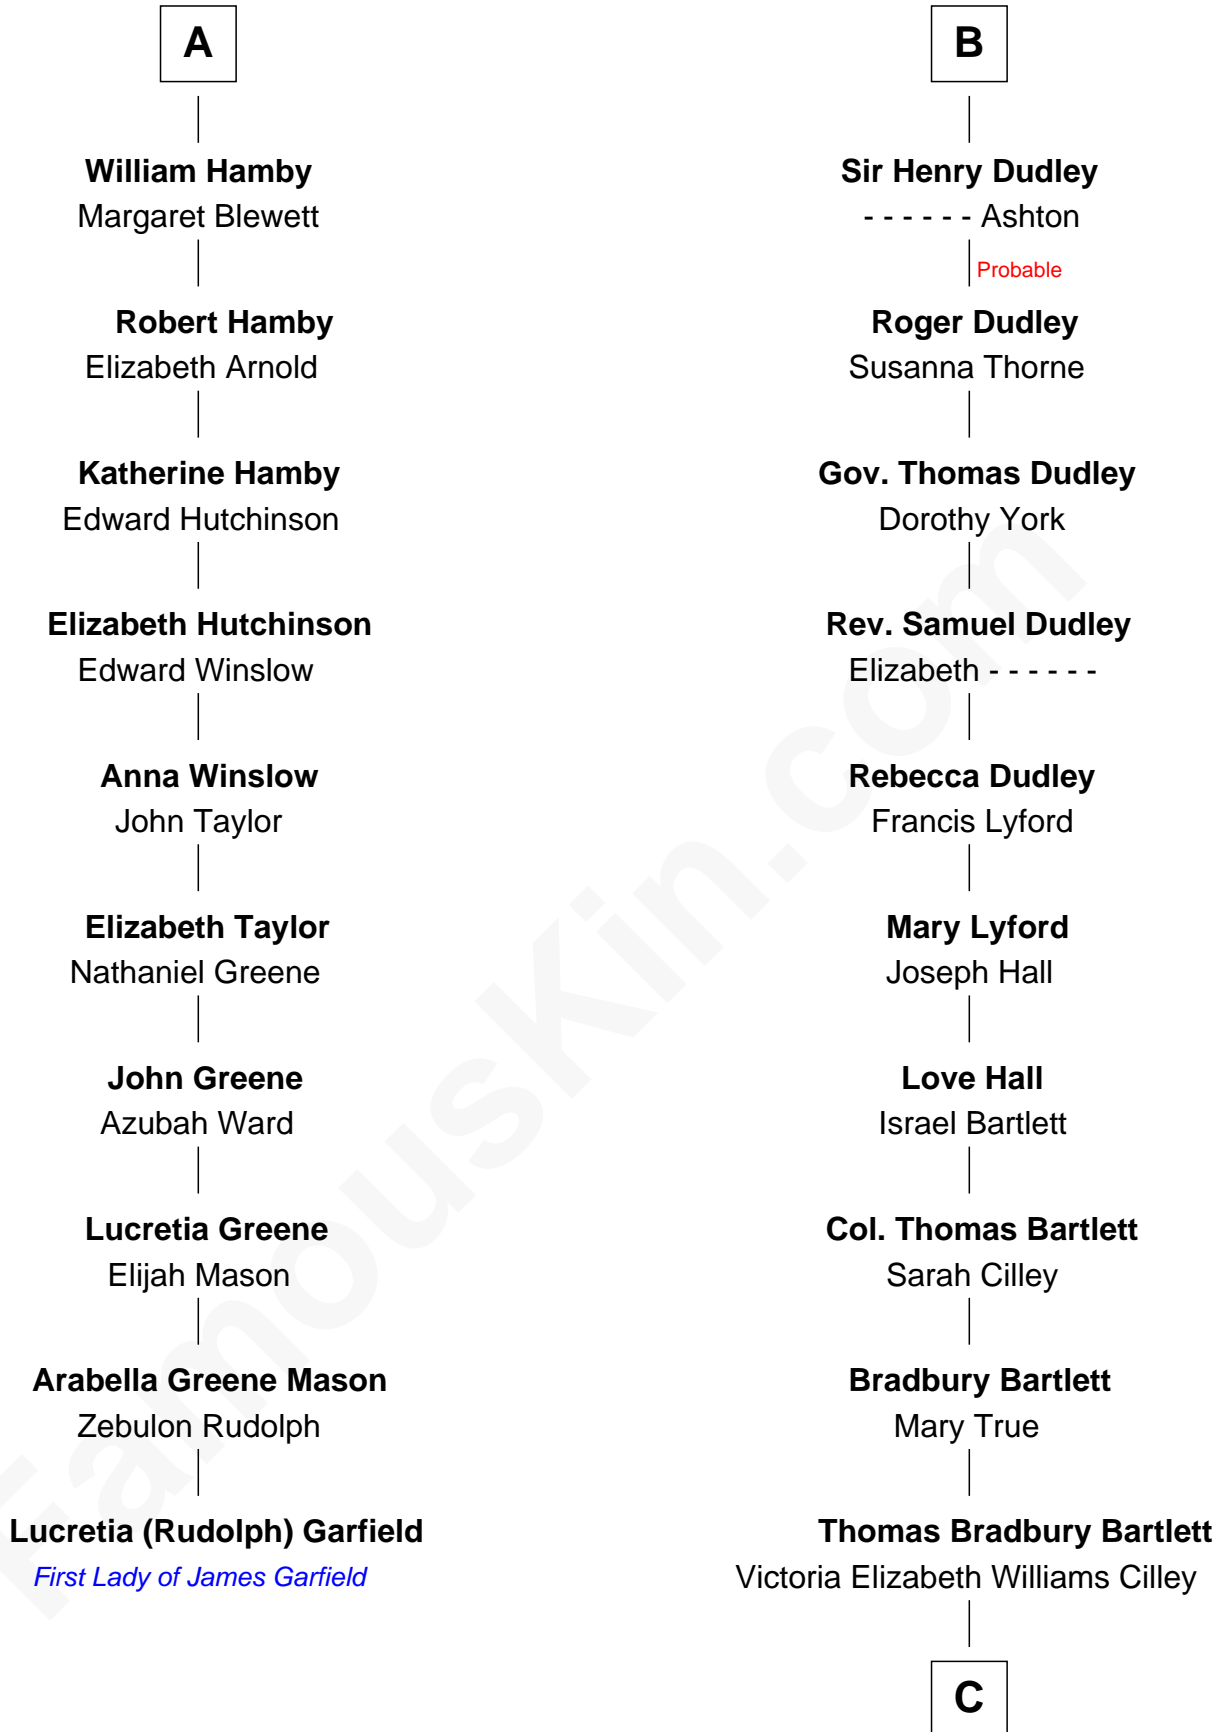 A
William Hamby
Margaret Blewett
Robert Hamby
Elizabeth Arnold
Katherine Hamby
Edward Hutchinson
Elizabeth Hutchinson
Edward Winslow
Anna Winslow
John Taylor
Elizabeth Taylor
Nathaniel Greene
John Greene
Azubah Ward
Lucretia Greene
Elijah Mason
Arabella Greene Mason
Zebulon Rudolph
Lucretia (Rudolph) Garfield
First Lady of James Garfield
B
Sir Henry Dudley
- - - - - - Ashton
Probable
Roger Dudley
Susanna Thorne
Gov. Thomas Dudley
Dorothy York
Rev. Samuel Dudley
Elizabeth - - - - - -
Rebecca Dudley
Francis Lyford
Mary Lyford
Joseph Hall
Love Hall
Israel Bartlett
Col. Thomas Bartlett
Sarah Cilley
Bradbury Bartlett
Mary True
Thomas Bradbury Bartlett
Victoria Elizabeth Williams Cilley
C
FamousKin.com